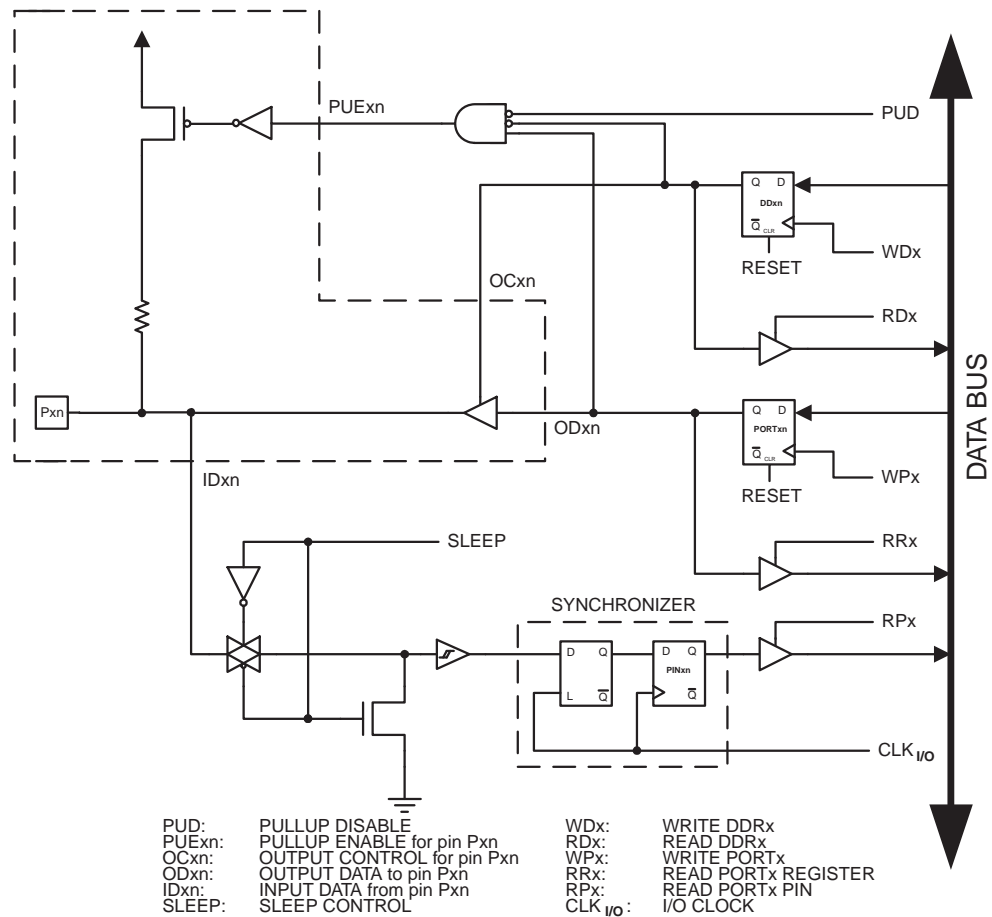 PUExn
PUD
Q D
DDxn
Q CLR
WDx
RESET
OCxn
RDx
Pxn
ODxn
Q D
PORTxn
Q CLR
DATA BUS
IDxn
WPx
RESET
SLEEP
RRx
SYNCHRONIZER
RPx
D Q
L Q
D Q
PINxn
Q
CLK I/O
PUD: PULLUP DISABLE
PUExn: PULLUP ENABLE for pin Pxn
OCxn: OUTPUT CONTROL for pin Pxn
ODxn: OUTPUT DATA to pin Pxn
IDxn: INPUT DATA from pin Pxn
SLEEP: SLEEP CONTROL
WDx: WRITE DDRx
RDx: READ DDRx
WPx: WRITE PORTx
RRx: READ PORTx REGISTER
RPx: READ PORTx PIN
CLK I/O : I/O CLOCK